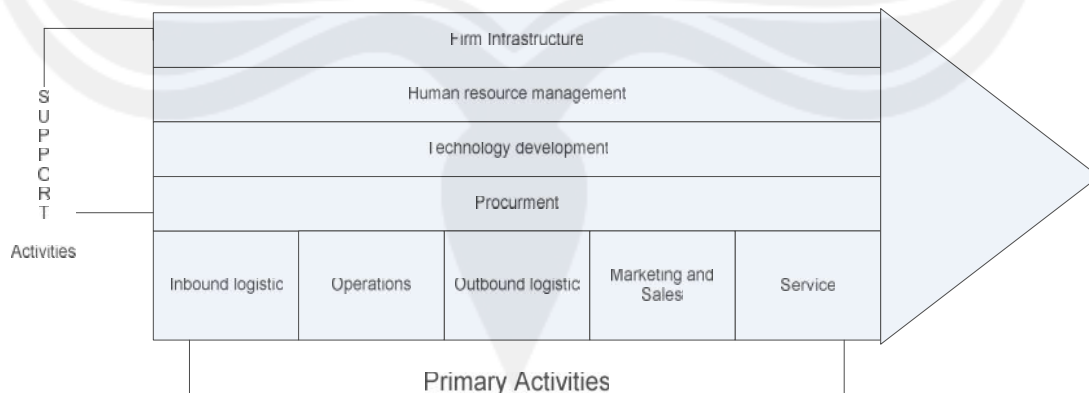 Firm Infrastructure
Human resource management
Technology development
Procurment
SUPPORT
Activities
Inbound logistic
Operations
Outbound logistic
Marketing and
Sales
Service
Primary Activities